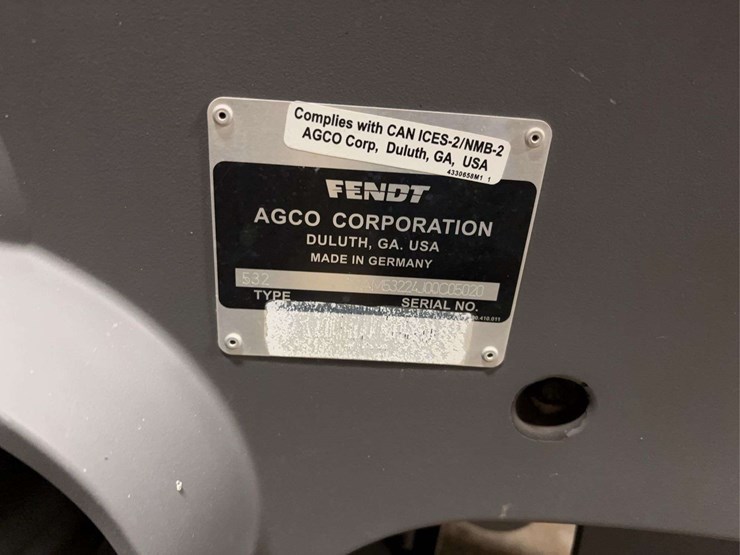 Complies with CAN ICES-2/NMB-2
AGCO Corp, Duluth, GA, USA
4330658M1 1
FENDT
AGCO CORPORATION
DULUTH, GA. USA
MADE IN GERMANY
532
TYPE SERIAL NO.